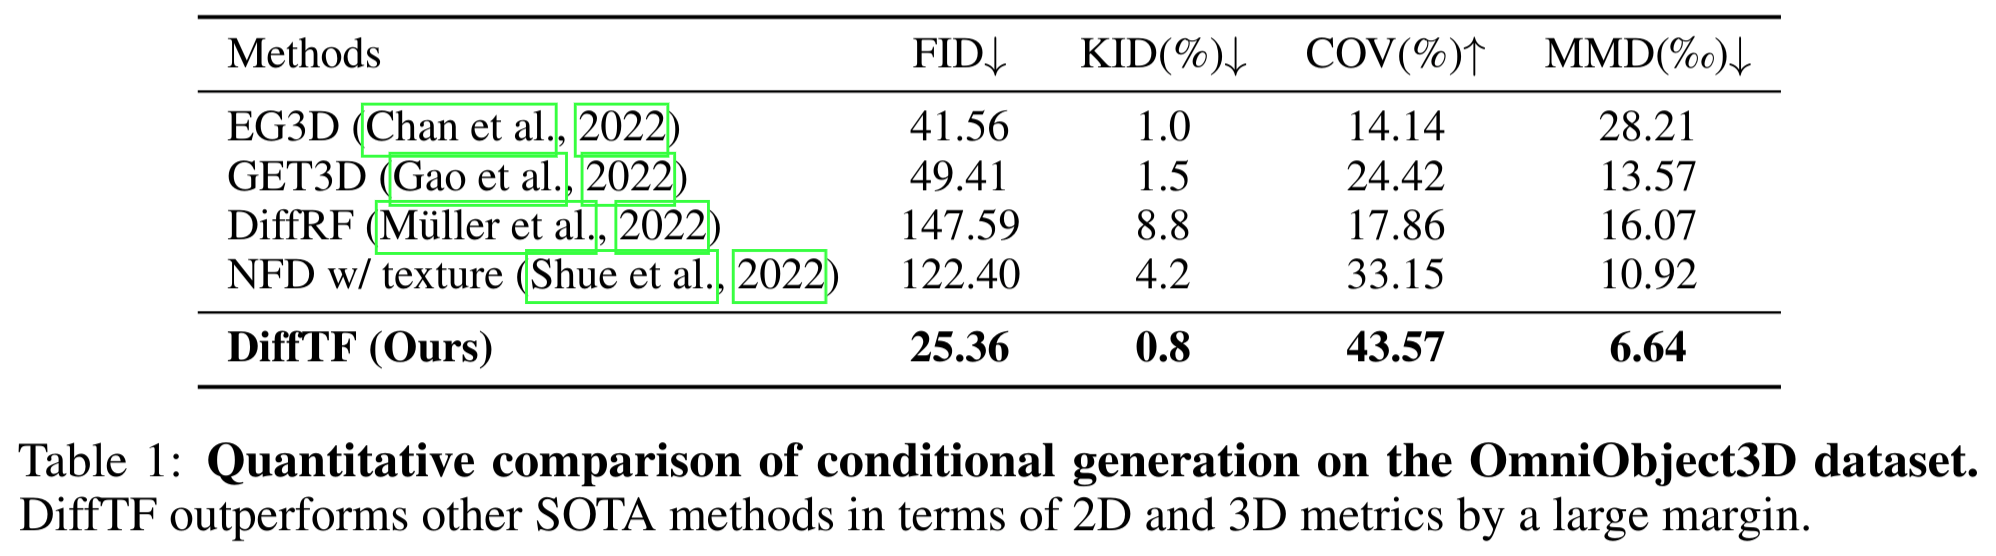 Methods FID↓ KID(%)↓ COV(%)↑ MMD(‰)↓
EG3D (Chan et al., 2022) 41.56 1.0 14.14 28.21
GET3D (Gao et al., 2022) 49.41 1.5 24.42 13.57
DiffRF (Müller et al., 2022) 147.59 8.8 17.86 16.07
NFD w/ texture (Shue et al., 2022) 122.40 4.2 33.15 10.92
DiffTF (Ours) 25.36 0.8 43.57 6.64
Table 1: Quantitative comparison of conditional generation on the OmniObject3D dataset.
DiffTF outperforms other SOTA methods in terms of 2D and 3D metrics by a large margin.